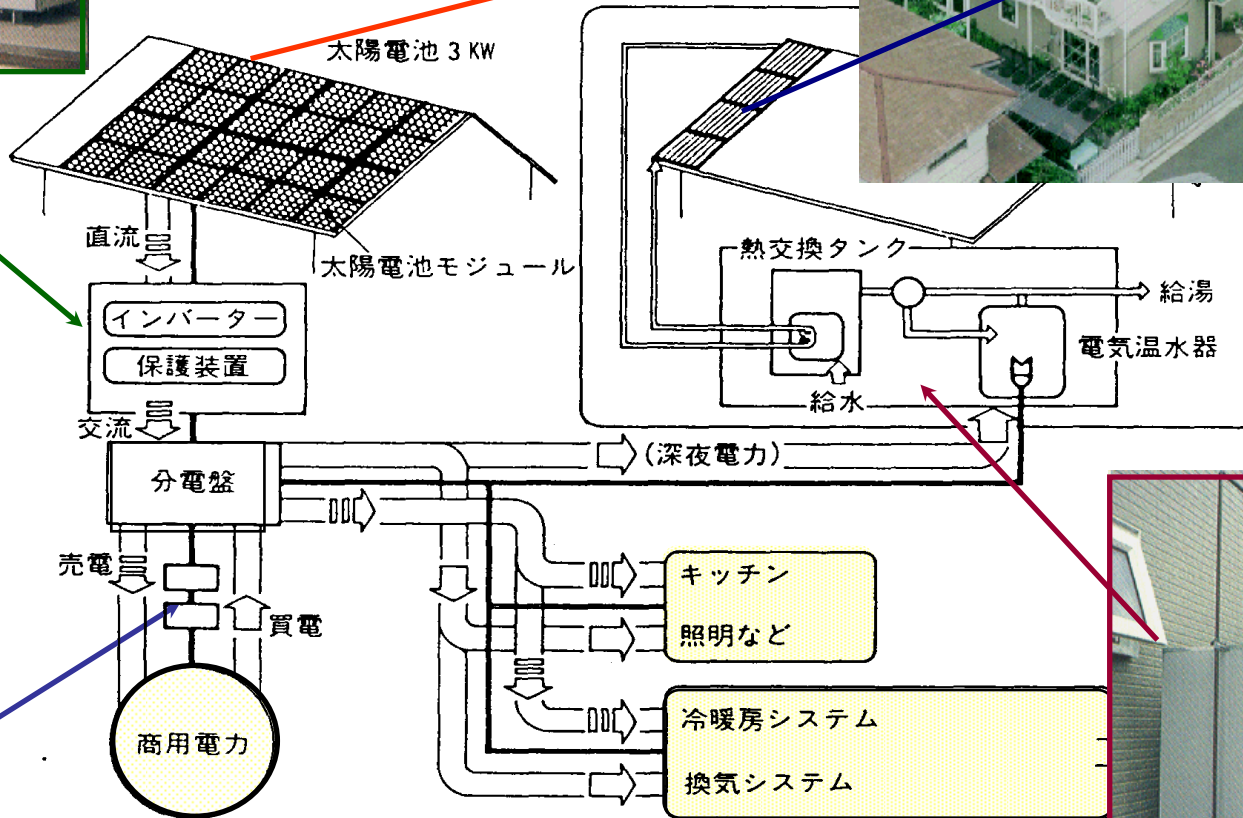 太陽電池 3 KW
直流
太陽電池モジュール
インバーター
保護装置
交流
分電盤
売電
買電
商用電力
熱交換タンク
給湯
電気温水器
給水
(深夜電力)
キッチン
照明など
冷暖房システム
換気システム